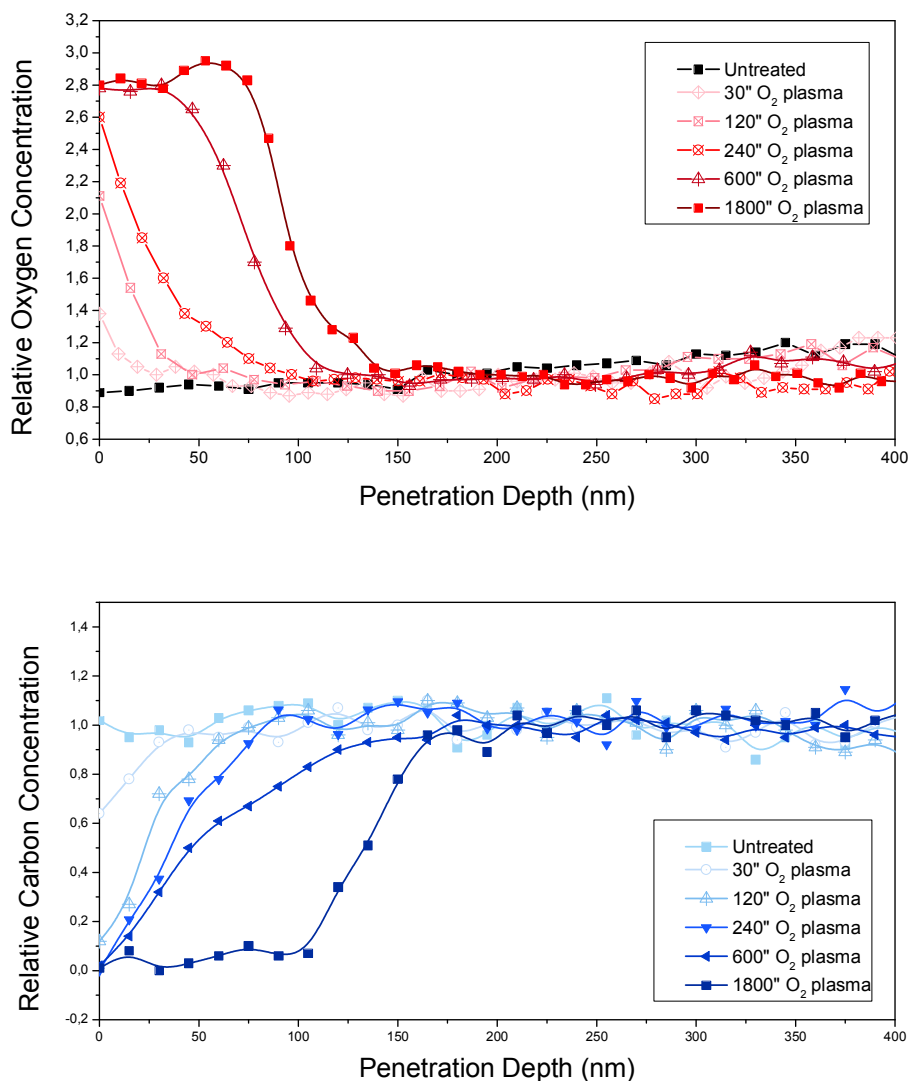 3,2
3,0
2,8
2,6
2,4
2,2
2,0
1,8
1,6
1,4
1,2
1,0
0,8
0,6
Relative Oxygen Concentration
Untreated
30" O₂ plasma
120" O₂ plasma
240" O₂ plasma
600" O₂ plasma
1800" O₂ plasma
0 50 100 150 200 250 300 350 400
Penetration Depth (nm)
1,4
1,2
1,0
0,8
0,6
0,4
0,2
0,0
-0,2
Relative Carbon Concentration
Untreated
30" O₂ plasma
120" O₂ plasma
240" O₂ plasma
600" O₂ plasma
1800" O₂ plasma
0 50 100 150 200 250 300 350 400
Penetration Depth (nm)